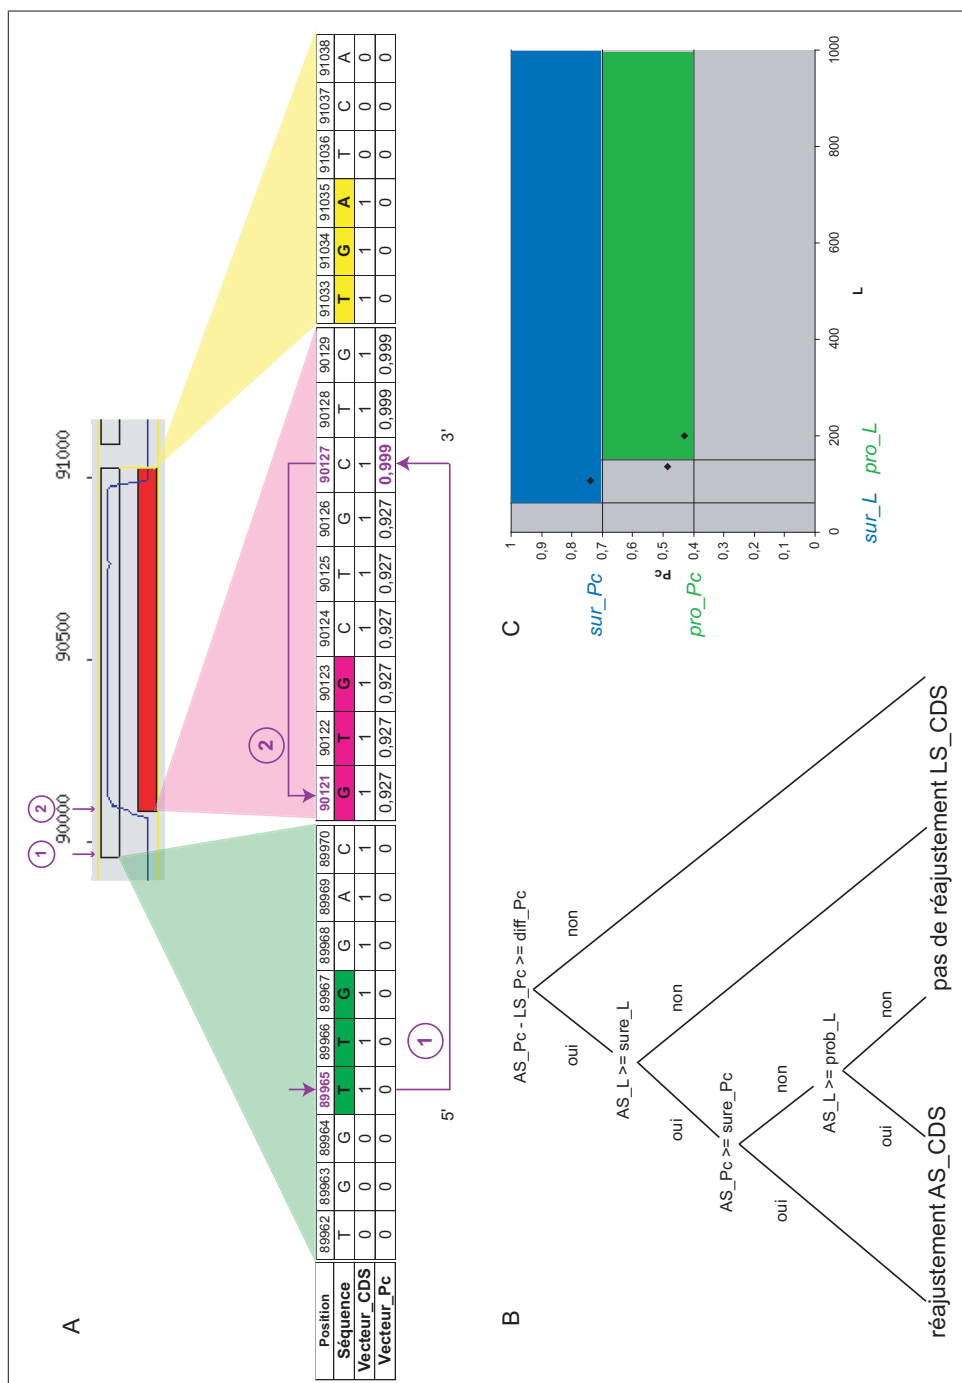 A
90000 90500 91000
1 2
Position 89962 89963 89964 89965 89966 89967 89968 89969 89970 90121 90122 90123 90124 90125 90126 90127 90128 90129 91033 91034 91035 91036 91037 91038
Séquence T G G T T G G A C G T G C T G C T G T G A T C A
Vecteur_CDS 0 0 0 1 1 1 1 1 1 1 1 1 1 1 1 1 1 1 1 1 1 0 0 0
Vecteur_Pc 0 0 0 0 0 0 0 0 0 0,927 0,927 0,927 0,927 0,927 0,927 0,999 0,999 0,999 0 0 0 0 0 0
2
1
5' 3'
B
AS_Pc - LS_Pc >= diff_Pc
oui non
AS_L >= sure_L
oui non
AS_Pc >= sure_Pc
oui non
AS_L >= prob_L
oui non
réajustement AS_CDS pas de réajustement LS_CDS
C
1
0,9
0,8
0,7
0,6
0,5
0,4
0,3
0,2
0,1
0
Pc
sur_Pc
pro_Pc
0 200 400 600 800 1000
L
sur_L pro_L